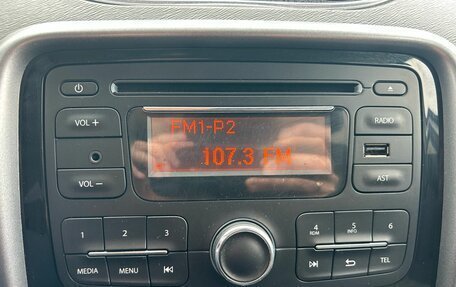 VOL +
FM1-P2
RADIO
107.3 FM
VOL −
AST
1 2 3
4 RDM 5 INFO 6
MEDIA MENU
TEL